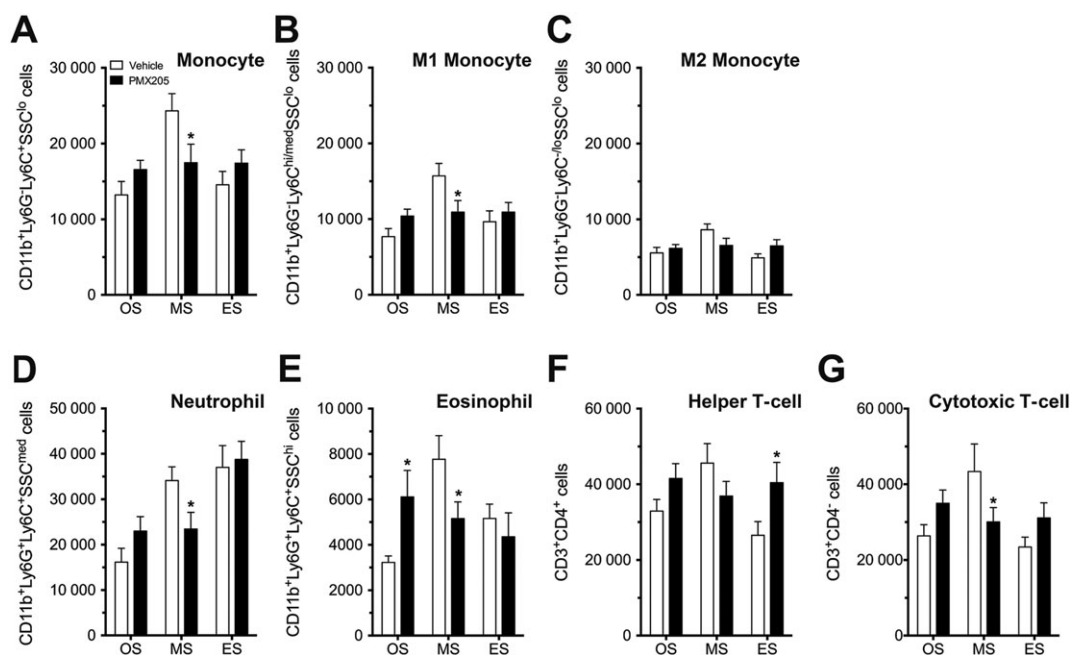 A
Monocyte
CD11b⁺Ly6G⁻Ly6C⁺SSCˡᵒ cells
30 000
20 000
10 000
0
Vehicle
PMX205
*
OS MS ES
B
M1 Monocyte
CD11b⁺Ly6G⁻Ly6Cʰⁱ/ᵐᵉᵈSSCˡᵒ cells
30 000
20 000
10 000
0
*
OS MS ES
C
M2 Monocyte
CD11b⁺Ly6G⁻Ly6C⁻/ˡᵒSSCˡᵒ cells
30 000
20 000
10 000
0
OS MS ES
D
Neutrophil
CD11b⁺Ly6G⁺Ly6C⁺SSCᵐᵉᵈ cells
50 000
40 000
30 000
20 000
10 000
0
*
OS MS ES
E
Eosinophil
CD11b⁺Ly6G⁺Ly6C⁺SSCʰⁱ cells
10 000
8000
6000
4000
2000
0
* *
OS MS ES
F
Helper T-cell
CD3⁺CD4⁺ cells
60 000
40 000
20 000
0
*
OS MS ES
G
Cytotoxic T-cell
CD3⁺CD4⁻ cells
60 000
40 000
20 000
0
*
OS MS ES